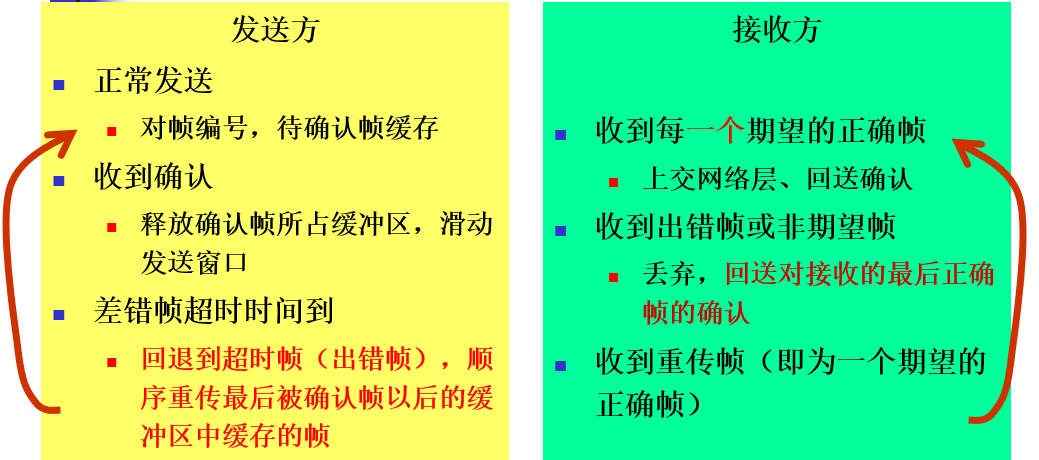 发送方
正常发送
对帧编号，待确认帧缓存
收到确认
释放确认帧所占缓冲区，滑动
发送窗口
差错帧超时时间到
回退到超时帧（出错帧），顺
序重传最后被确认帧以后的缓
冲区中缓存的帧
接收方
收到每一个期望的正确帧
上交网络层、回送确认
收到出错帧或非期望帧
丢弃，回送对接收的最后正确
帧的确认
收到重传帧（即为一个期望的
正确帧）